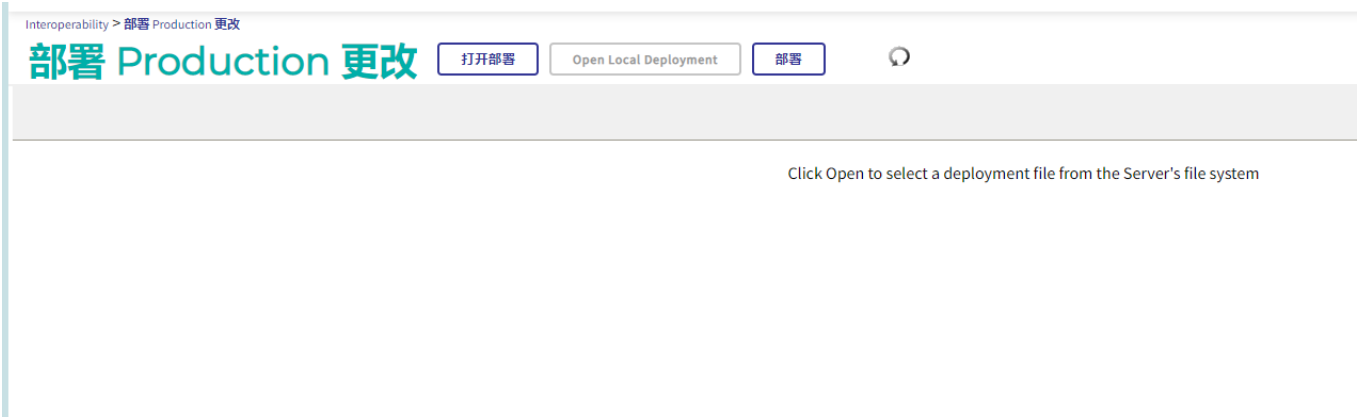 Interoperability > 部署 Production 更改
部署 Production 更改 打开部署 Open Local Deployment 部署
Click Open to select a deployment file from the Server's file system